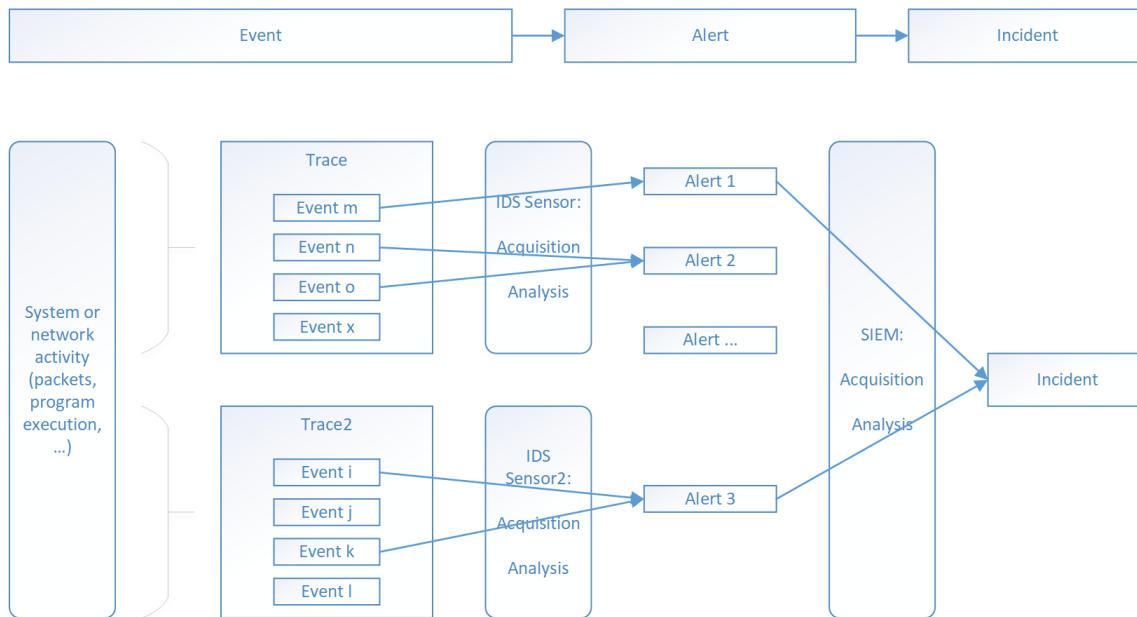 Event
Alert
Incident
System or
network
activity
(packets,
program
execution,
...)
Trace
Event m
Event n
Event o
Event x
IDS Sensor:
Acquisition
Analysis
Alert 1
Alert 2
Alert ...
SIEM:
Acquisition
Analysis
Incident
Trace2
Event i
Event j
Event k
Event l
IDS
Sensor2:
Acquisition
Analysis
Alert 3